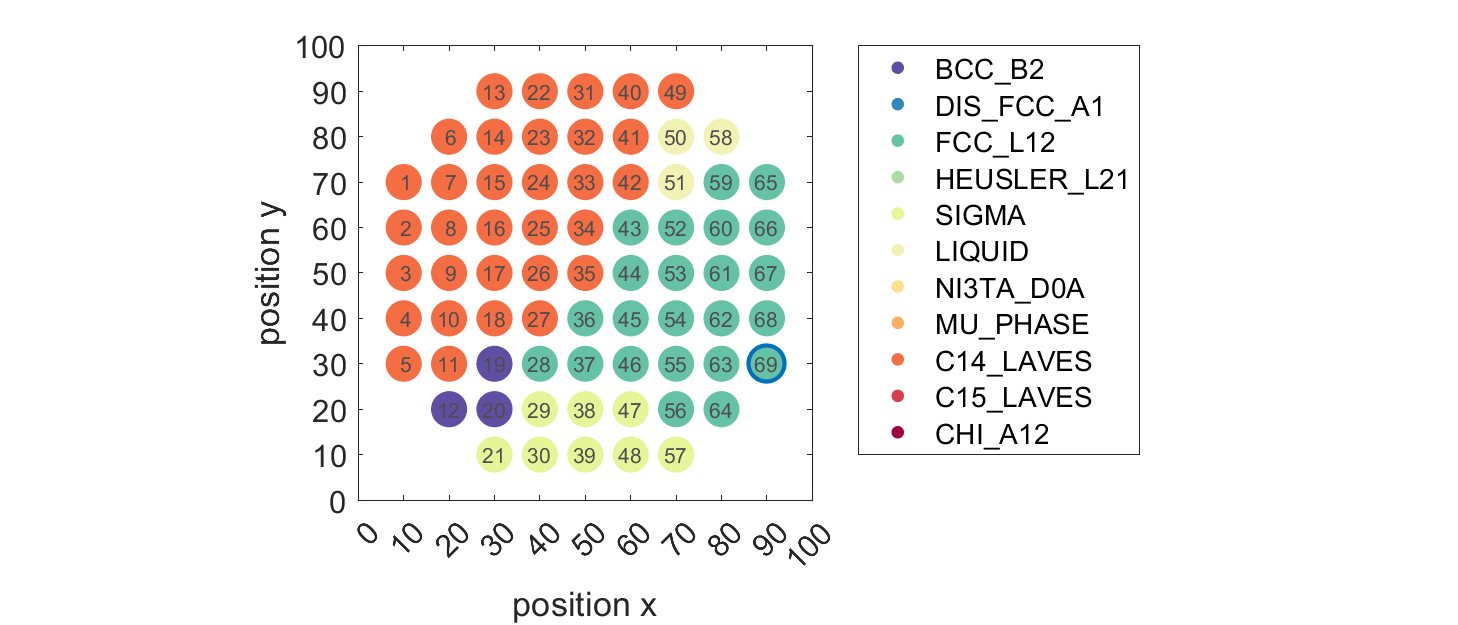 100
90
80
70
60
50
40
30
20
10
0
position y
13 22 31 40 49
6 14 23 32 41 50 58
1 7 15 24 33 42 51 59 65
2 8 16 25 34 43 52 60 66
3 9 17 26 35 44 53 61 67
4 10 18 27 36 45 54 62 68
5 11 19 28 37 46 55 63 69
12 20 29 38 47 56 64
21 30 39 48 57
0 10 20 30 40 50 60 70 80 90 100
position x
BCC_B2
DIS_FCC_A1
FCC_L12
HEUSLER_L21
SIGMA
LIQUID
NI3TA_D0A
MU_PHASE
C14_LAVES
C15_LAVES
CHI_A12